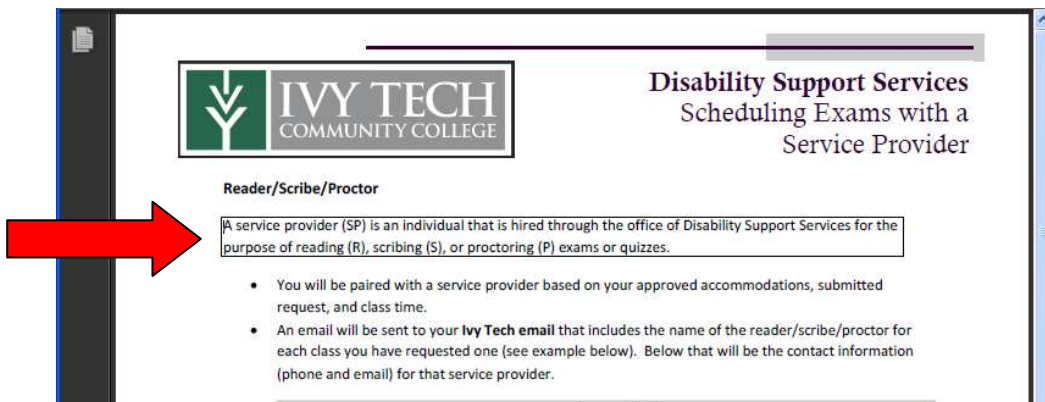 IVY TECH
COMMUNITY COLLEGE
Disability Support Services
Scheduling Exams with a
Service Provider
Reader/Scribe/Proctor
A service provider (SP) is an individual that is hired through the office of Disability Support Services for the
purpose of reading (R), scribing (S), or proctoring (P) exams or quizzes.
• You will be paired with a service provider based on your approved accommodations, submitted
request, and class time.
• An email will be sent to your Ivy Tech email that includes the name of the reader/scribe/proctor for
each class you have requested one (see example below).  Below that will be the contact information
(phone and email) for that service provider.